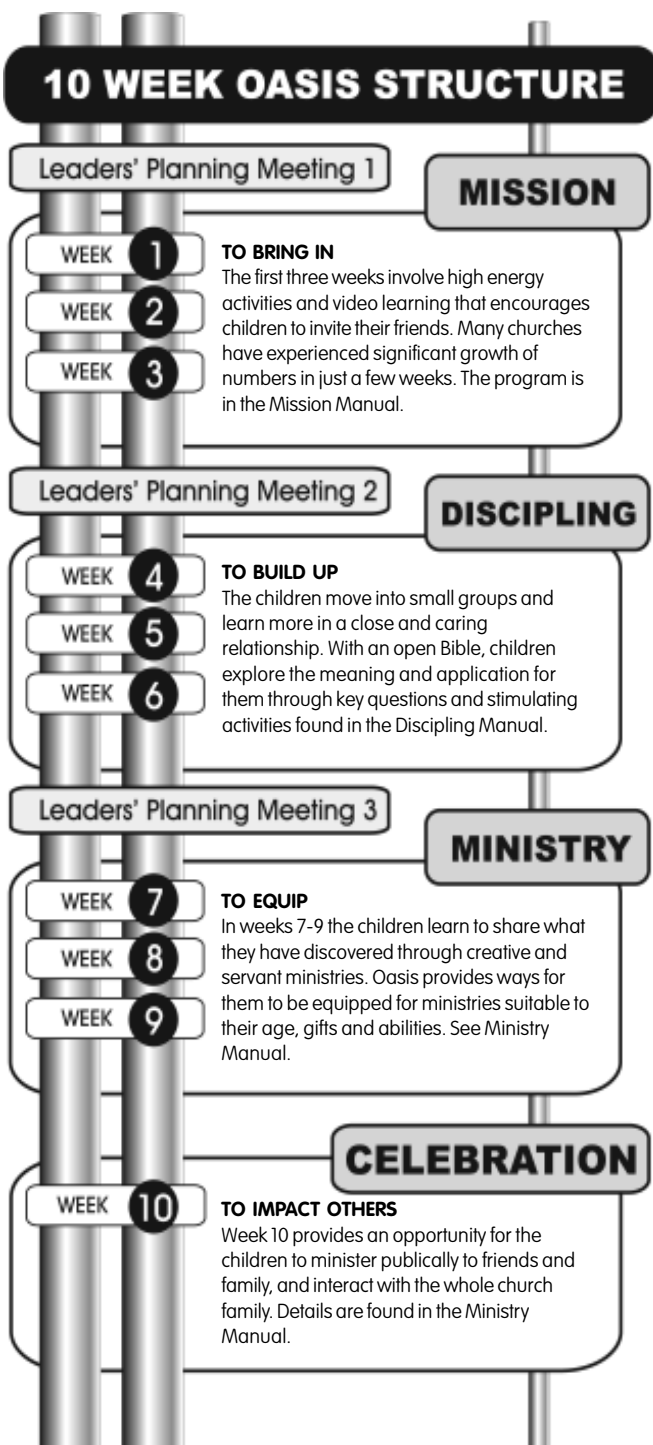 10 WEEK OASIS STRUCTURE
Leaders' Planning Meeting 1
MISSION
WEEK 1
WEEK 2
WEEK 3
TO BRING IN
The first three weeks involve high energy
activities and video learning that encourages
children to invite their friends. Many churches
have experienced significant growth of
numbers in just a few weeks. The program is
in the Mission Manual.
Leaders' Planning Meeting 2
DISCIPLING
WEEK 4
WEEK 5
WEEK 6
TO BUILD UP
The children move into small groups and
learn more in a close and caring
relationship. With an open Bible, children
explore the meaning and application for
them through key questions and stimulating
activities found in the Discipling Manual.
Leaders' Planning Meeting 3
MINISTRY
WEEK 7
WEEK 8
WEEK 9
TO EQUIP
In weeks 7-9 the children learn to share what
they have discovered through creative and
servant ministries. Oasis provides ways for
them to be equipped for ministries suitable to
their age, gifts and abilities. See Ministry
Manual.
CELEBRATION
WEEK 10
TO IMPACT OTHERS
Week 10 provides an opportunity for the
children to minister publically to friends and
family, and interact with the whole church
family. Details are found in the Ministry
Manual.